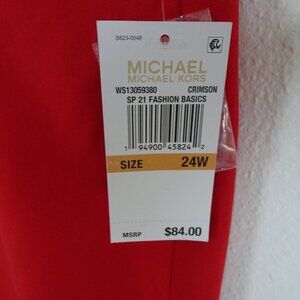 S623-0048
MICHAEL
MICHAEL KORS
WS13059380 CRIMSON
SP 21 FASHION BASICS
1 94900 45824 2
SIZE 24W
MSRP $84.00